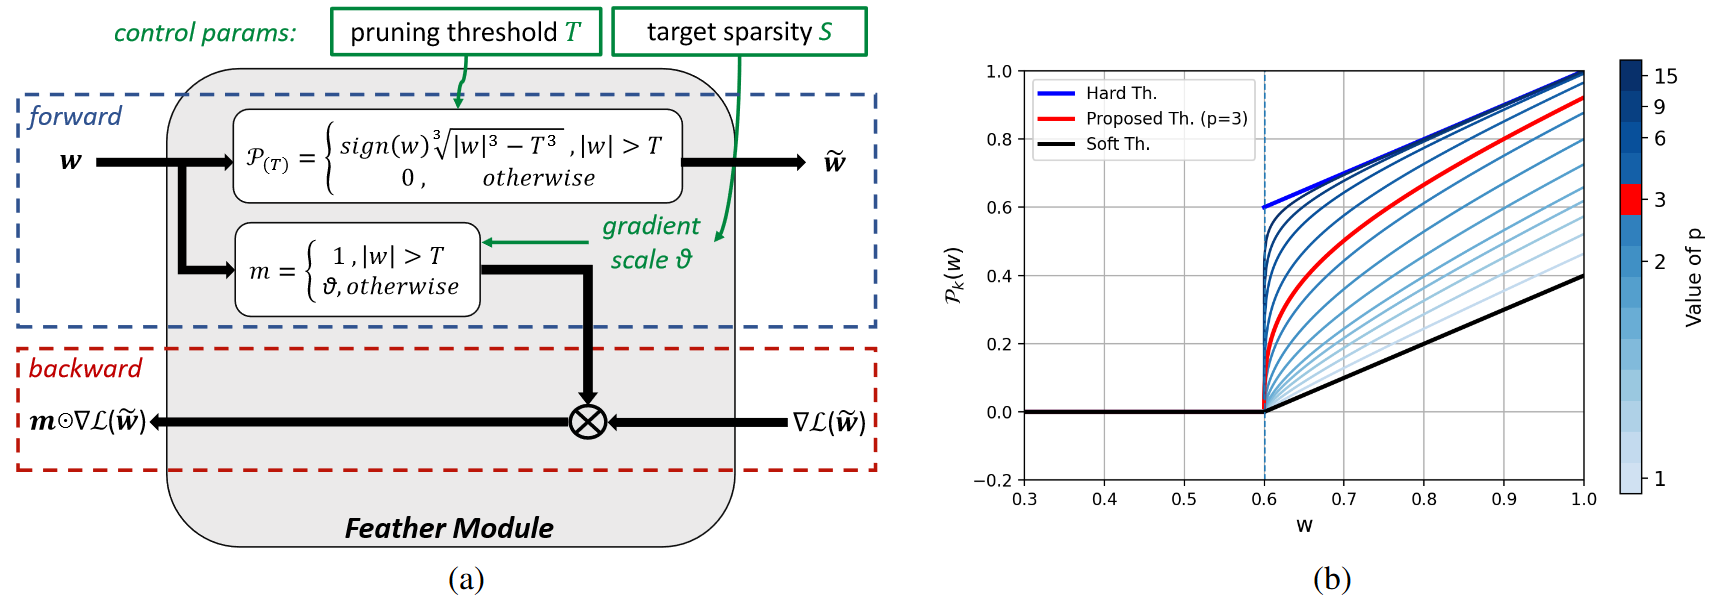 control params:
pruning threshold T
target sparsity S
forward
w
𝒫(T) = { sign(w) ∛(|w|³ − T³) , |w| > T
0 , otherwise
w̃
m = { 1 , |w| > T
ϑ, otherwise
gradient
scale ϑ
backward
m⊙∇ℒ(w̃)
∇ℒ(w̃)
Feather Module
(a)
Hard Th.
Proposed Th. (p=3)
Soft Th.
1.0
0.8
0.6
0.4
0.2
0.0
−0.2
𝒫k(w)
0.3 0.4 0.5 0.6 0.7 0.8 0.9 1.0
w
15
9
6
3
2
1
Value of p
(b)